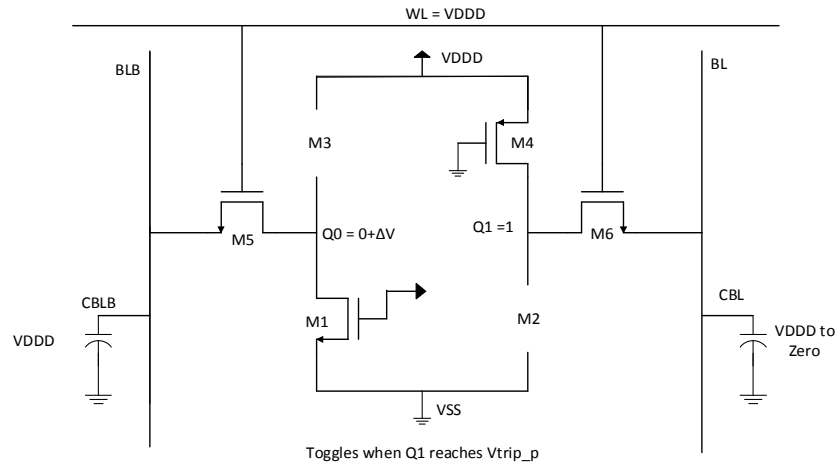 WL = VDDD
BLB
VDDD
BL
M3
M4
M5
Q0 = 0+ΔV
Q1 =1
M6
CBLB
VDDD
M1
M2
CBL
VDDD to
Zero
VSS
Toggles when Q1 reaches Vtrip_p